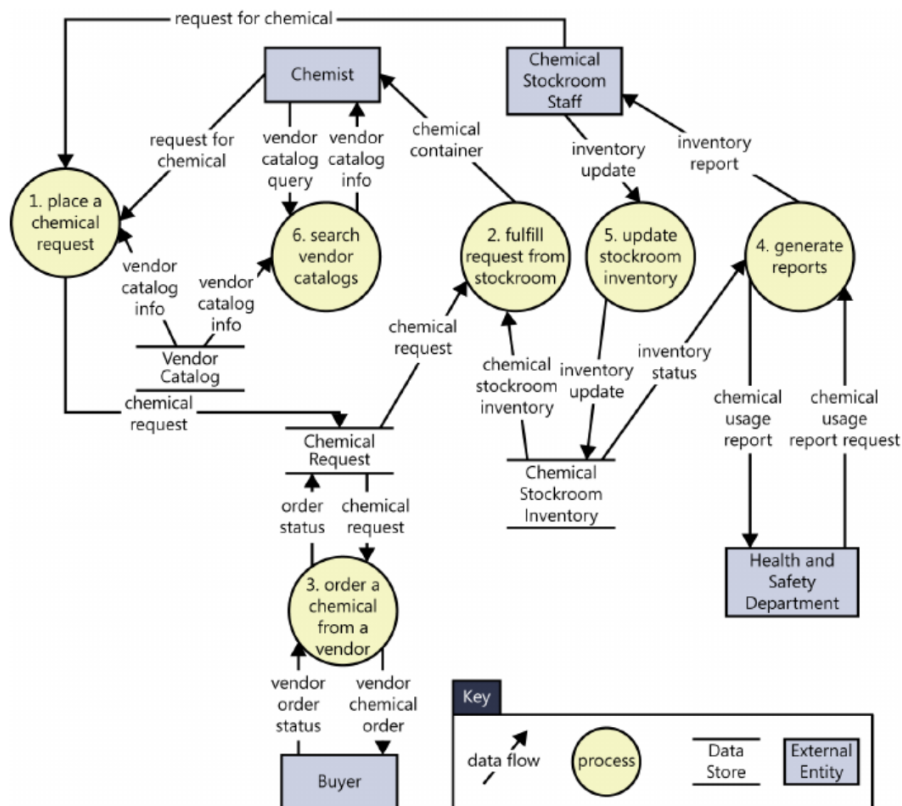 request for chemical
Chemist
Chemical
Stockroom
Staff
request for
chemical
vendor
catalog
query
vendor
catalog
info
chemical
container
inventory
update
inventory
report
1. place a
chemical
request
6. search
vendor
catalogs
2. fulfill
request from
stockroom
5. update
stockroom
inventory
4. generate
reports
vendor
catalog
info
vendor
catalog
info
Vendor
Catalog
chemical
request
chemical
request
chemical
stockroom
inventory
inventory
update
inventory
status
chemical
usage
report
chemical
usage
report request
Chemical
Request
Chemical
Stockroom
Inventory
order
status
chemical
request
Health and
Safety
Department
3. order a
chemical
from a
vendor
vendor
order
status
vendor
chemical
order
Buyer
Key
data flow
process
Data
Store
External
Entity